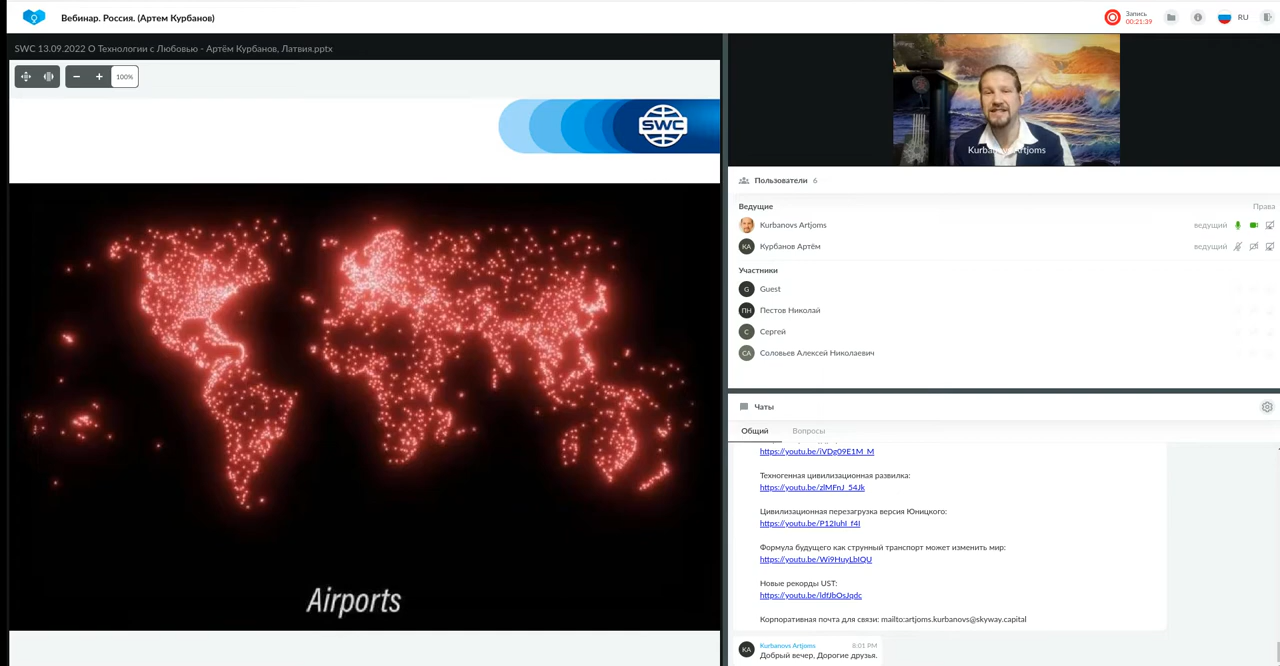 Вебинар. Россия. (Артем Курбанов)
Запись
00:21:39
RU
SWC 13.09.2022 О Технологии с Любовью - Артём Курбанов, Латвия.pptx
100%
SWC
Airports
Kurbanovs Artjoms
Пользователи 6
Ведущие Права
Kurbanovs Artjoms ведущий
КА Курбанов Артём ведущий
Участники
G Guest
ПН Пестов Николай
С Сергей
СА Соловьев Алексей Николаевич
Чаты
Общий Вопросы
https://youtu.be/iVDg09E1M_M
Техногенная цивилизационная развилка:
https://youtu.be/zlMFnJ_54Jk
Цивилизационная перезагрузка версия Юницкого:
https://youtu.be/P12IuhI_f4I
Формула будущего как струнный транспорт может изменить мир:
https://youtu.be/Wi9HuyLbIQU
Новые рекорды UST:
https://youtu.be/ldfJbOsJqdc
Корпоративная почта для связи: mailto:artjoms.kurbanovs@skyway.capital
KA Kurbanovs Artjoms 8:01 PM
Добрый вечер, Дорогие друзья.